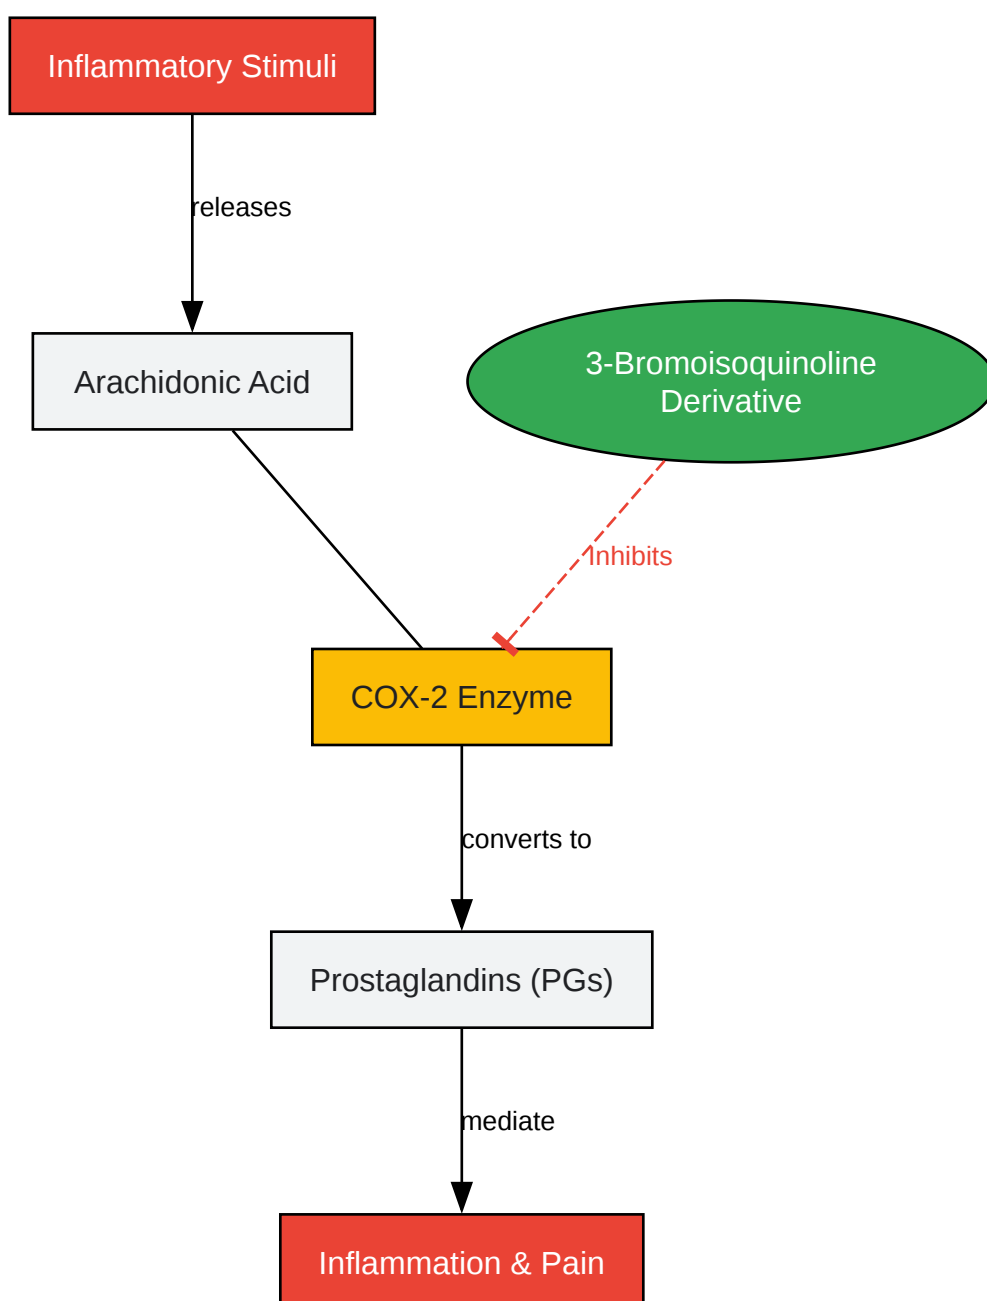 Inflammatory Stimuli
releases
Arachidonic Acid
3-Bromoisoquinoline
Derivative
Inhibits
COX-2 Enzyme
converts to
Prostaglandins (PGs)
mediate
Inflammation & Pain